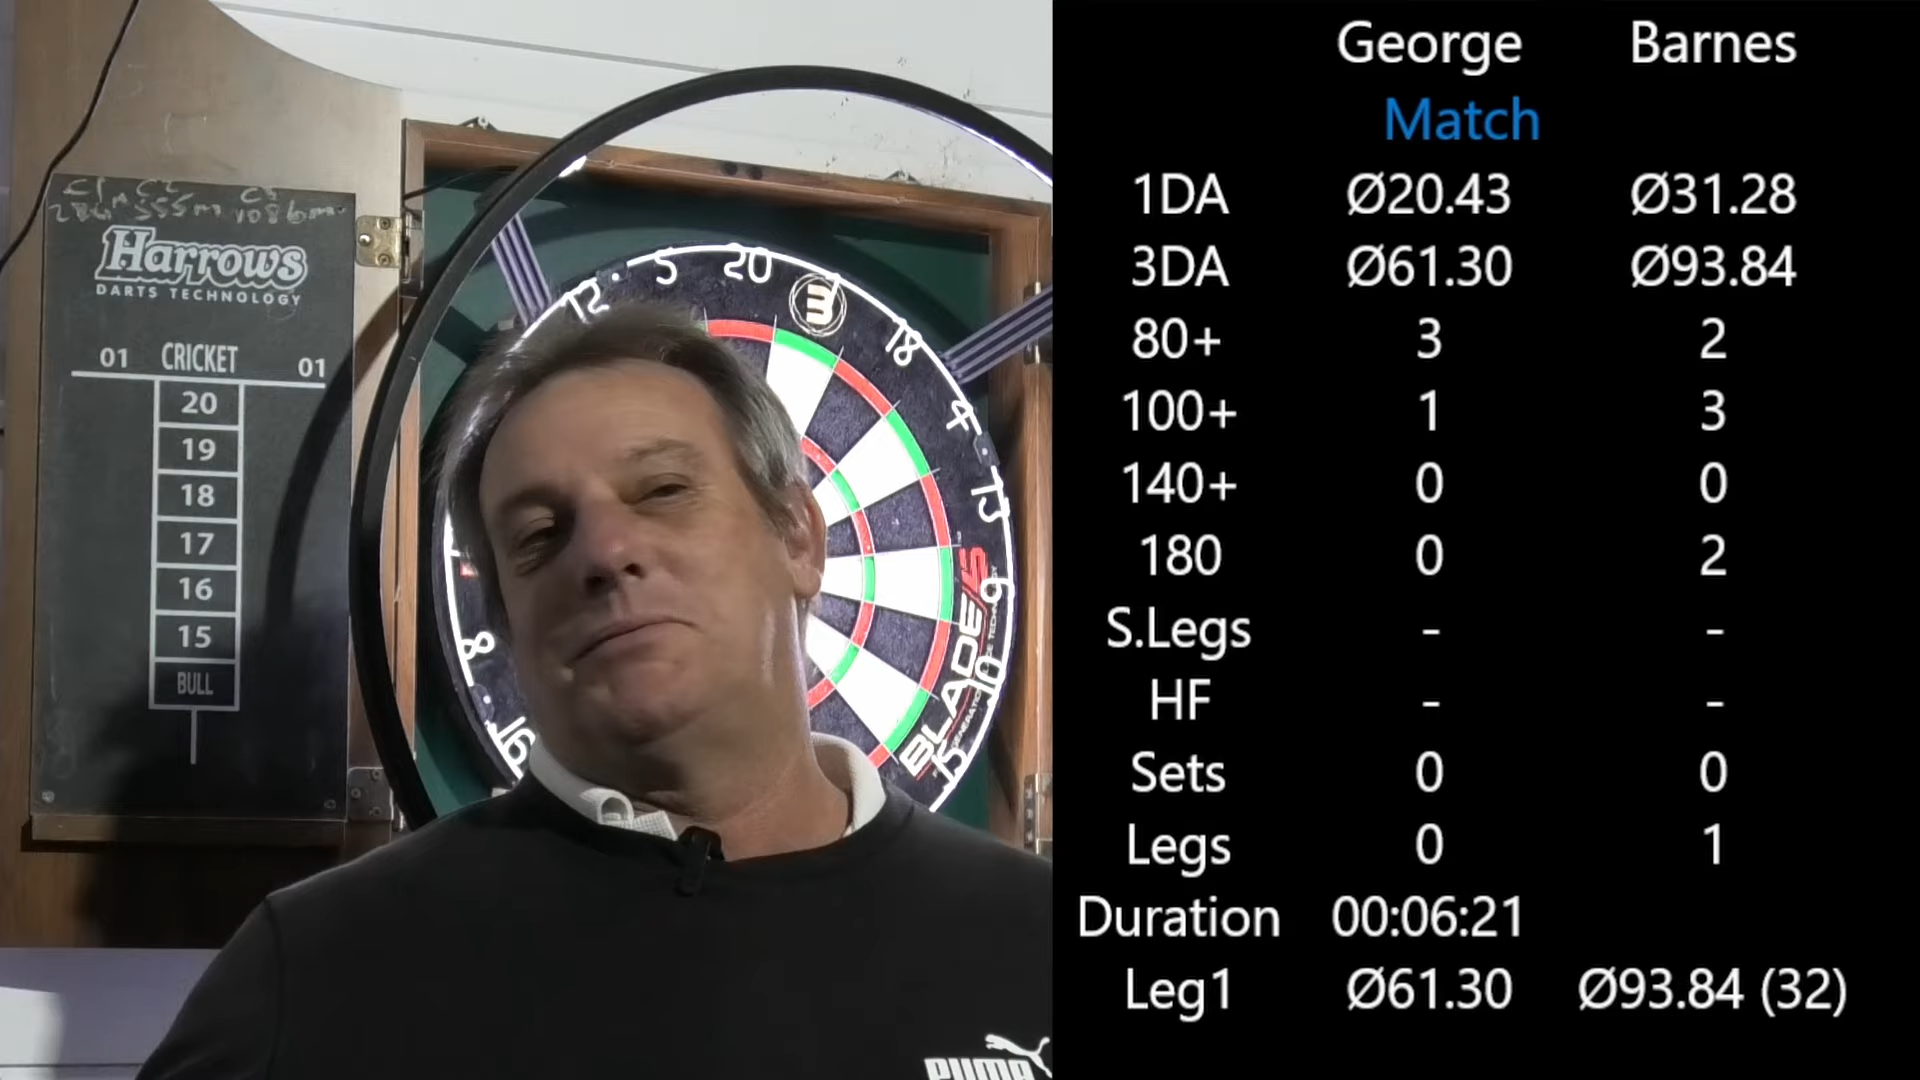 Harrows
DARTS TECHNOLOGY
01 CRICKET 01
20
19
18
17
16
15
BULL
12 5 20 3 18
4
13
6
10
15
8
16
BLADE/5
PUMA
George Barnes
Match
1DA Ø20.43 Ø31.28
3DA Ø61.30 Ø93.84
80+ 3 2
100+ 1 3
140+ 0 0
180 0 2
S.Legs - -
HF - -
Sets 0 0
Legs 0 1
Duration 00:06:21
Leg1 Ø61.30 Ø93.84 (32)